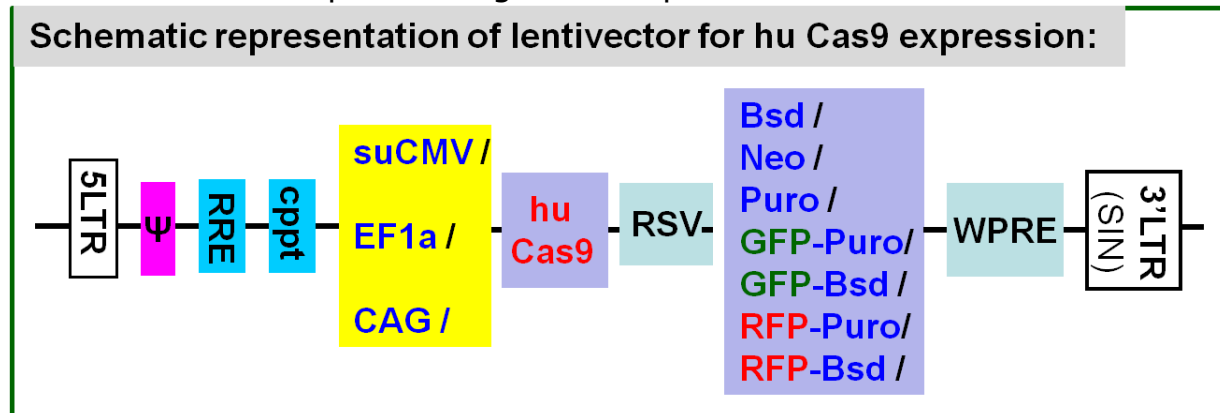 Schematic representation of lentivector for hu Cas9 expression:
5LTR
Ψ
RRE
cppt
suCMV /
EF1a /
CAG /
hu
Cas9
RSV
Bsd /
Neo /
Puro /
GFP-Puro/
GFP-Bsd /
RFP-Puro/
RFP-Bsd /
WPRE
3'LTR
(SIN)